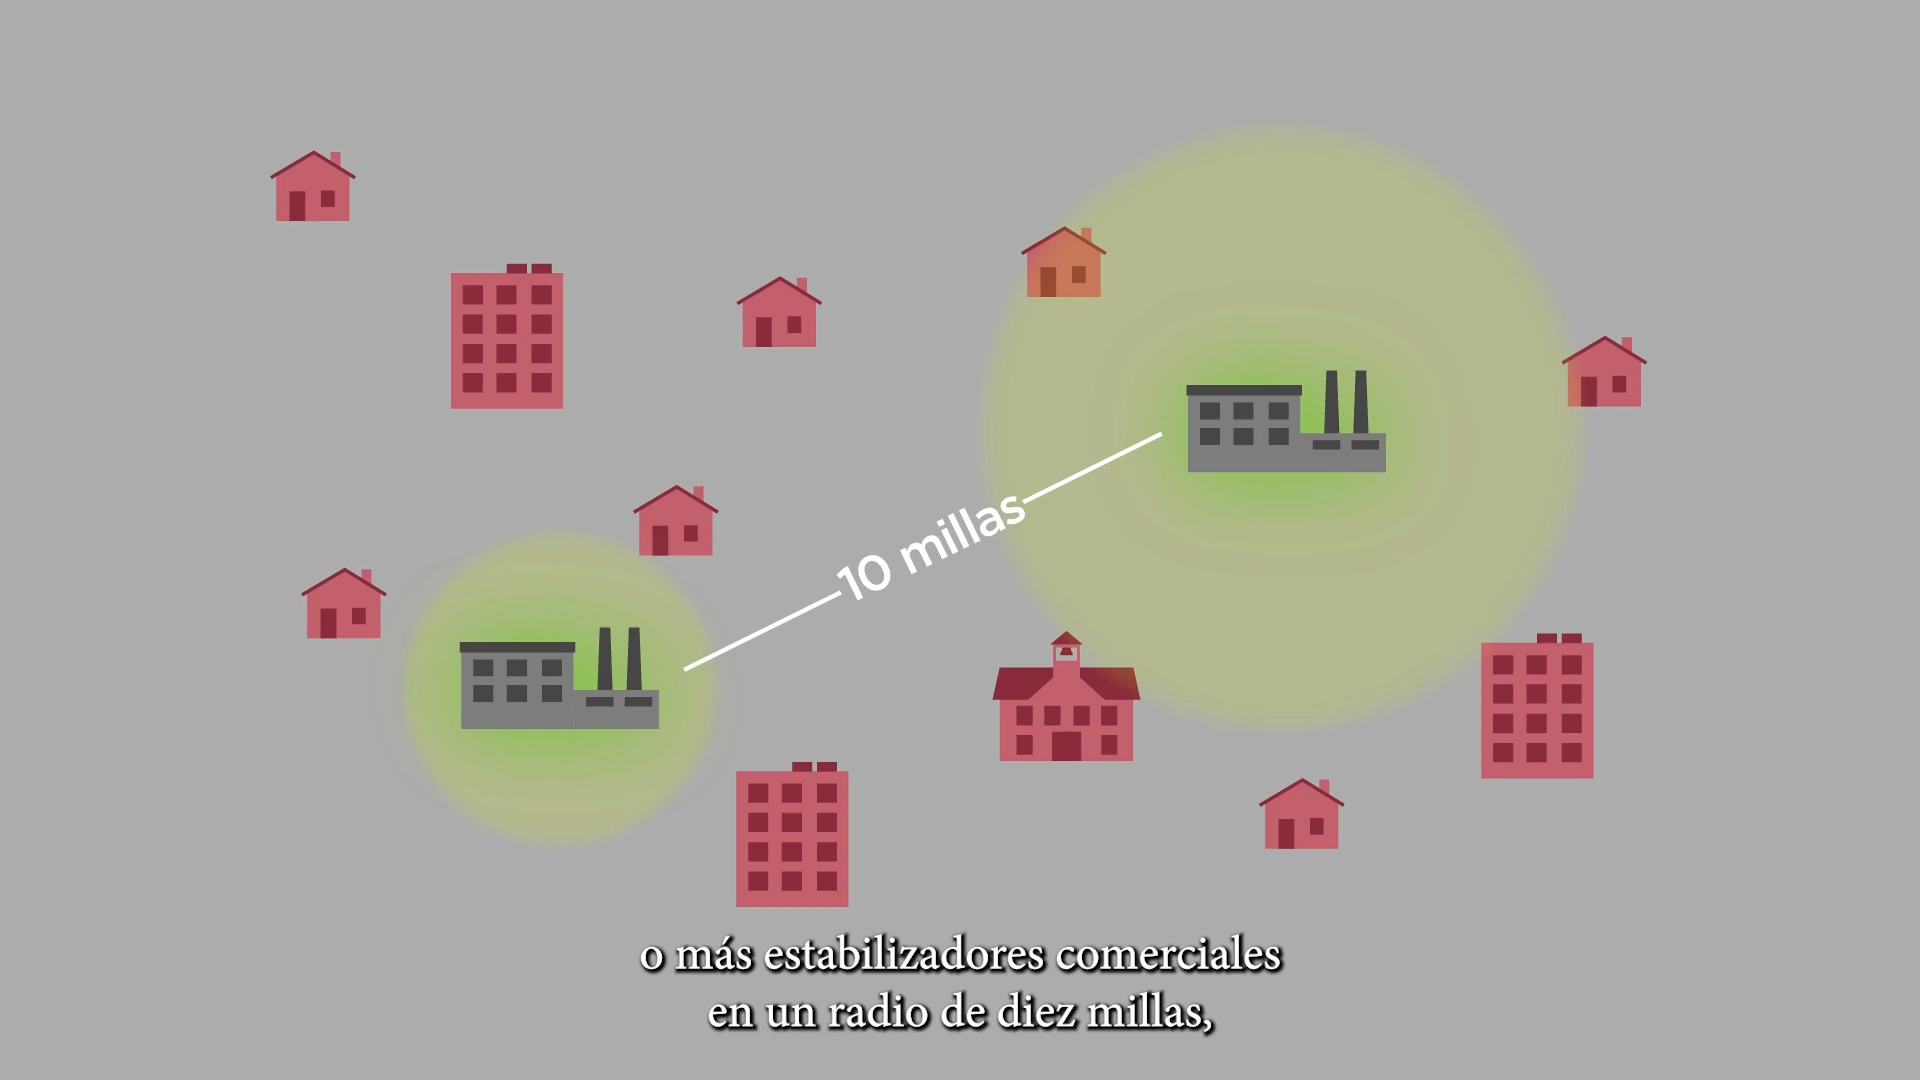 10 millas
o más estabilizadores comerciales
en un radio de diez millas,